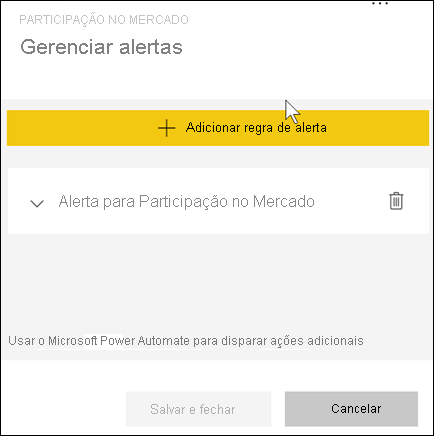 PARTICIPAÇÃO NO MERCADO
Gerenciar alertas
Adicionar regra de alerta
Alerta para Participação no Mercado
Usar o Microsoft Power Automate para disparar ações adicionais
Salvar e fechar
Cancelar